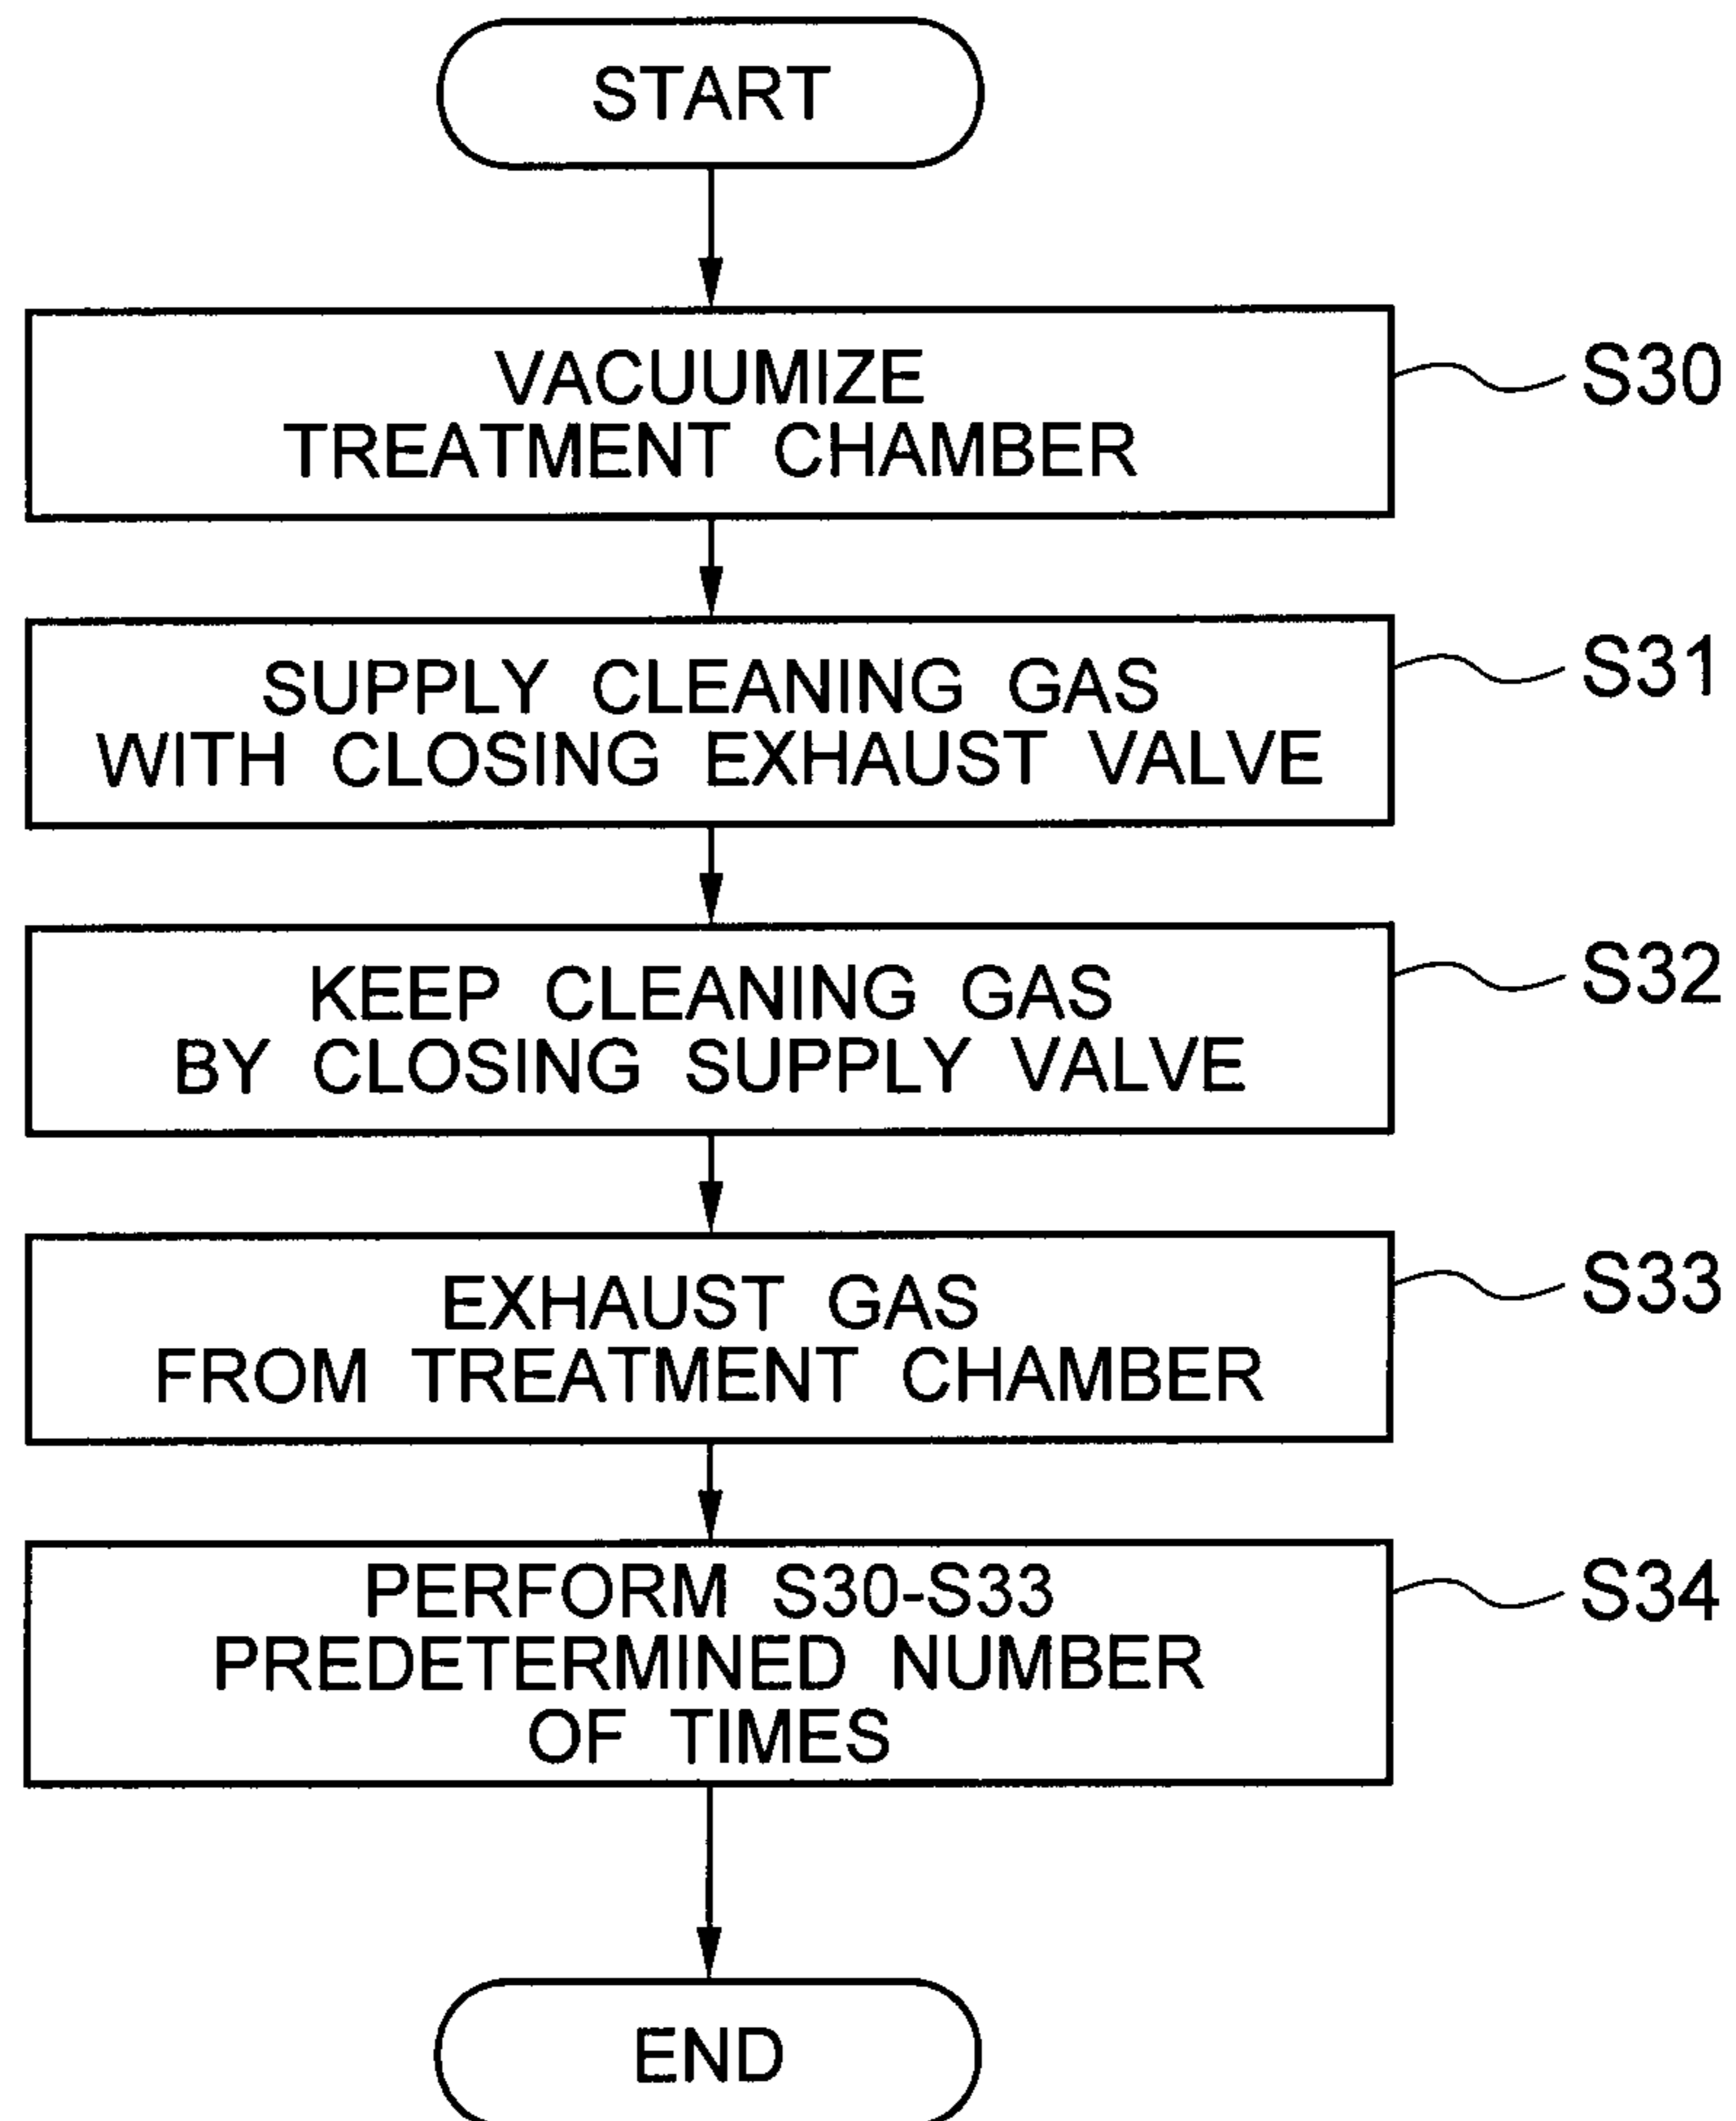 START
VACUUMIZE
TREATMENT CHAMBER
S30
SUPPLY CLEANING GAS
WITH CLOSING EXHAUST VALVE
S31
KEEP CLEANING GAS
BY CLOSING SUPPLY VALVE
S32
EXHAUST GAS
FROM TREATMENT CHAMBER
S33
PERFORM S30-S33
PREDETERMINED NUMBER
OF TIMES
S34
END